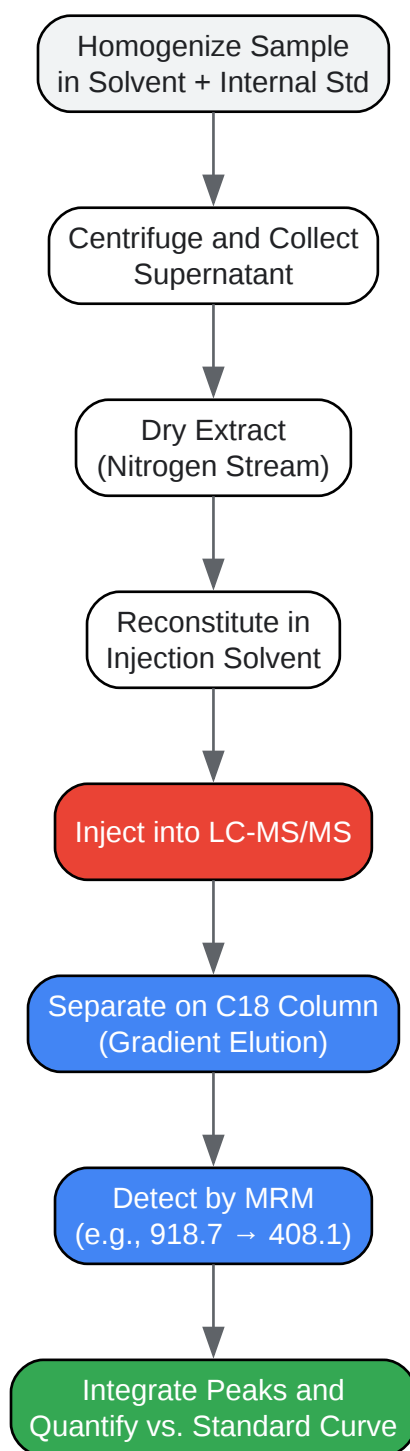 Homogenize Sample
in Solvent + Internal Std
Centrifuge and Collect
Supernatant
Dry Extract
(Nitrogen Stream)
Reconstitute in
Injection Solvent
Inject into LC-MS/MS
Separate on C18 Column
(Gradient Elution)
Detect by MRM
(e.g., 918.7 → 408.1)
Integrate Peaks and
Quantify vs. Standard Curve